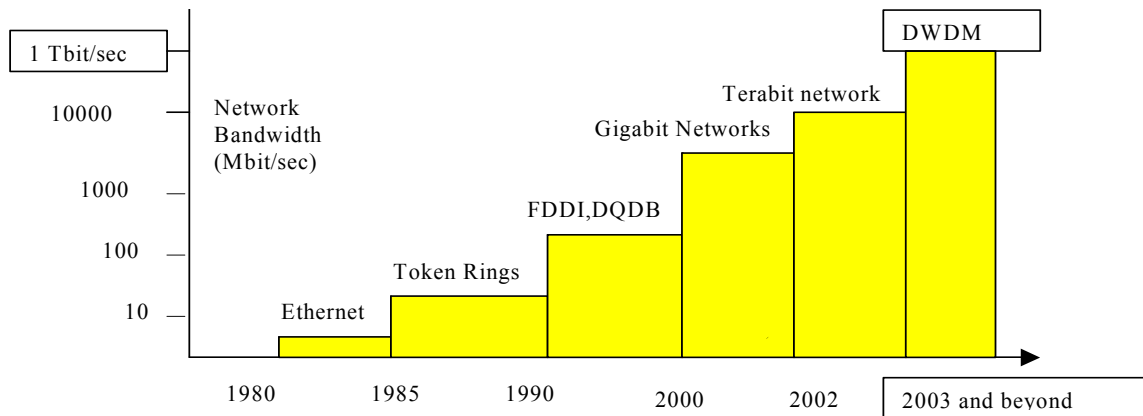 DWDM
1 Tbit/sec
Terabit network
10000
Network
Bandwidth
(Mbit/sec)
Gigabit Networks
1000
FDDI,DQDB
100
Token Rings
10
Ethernet
1980
1985
1990
2000
2002
2003 and beyond